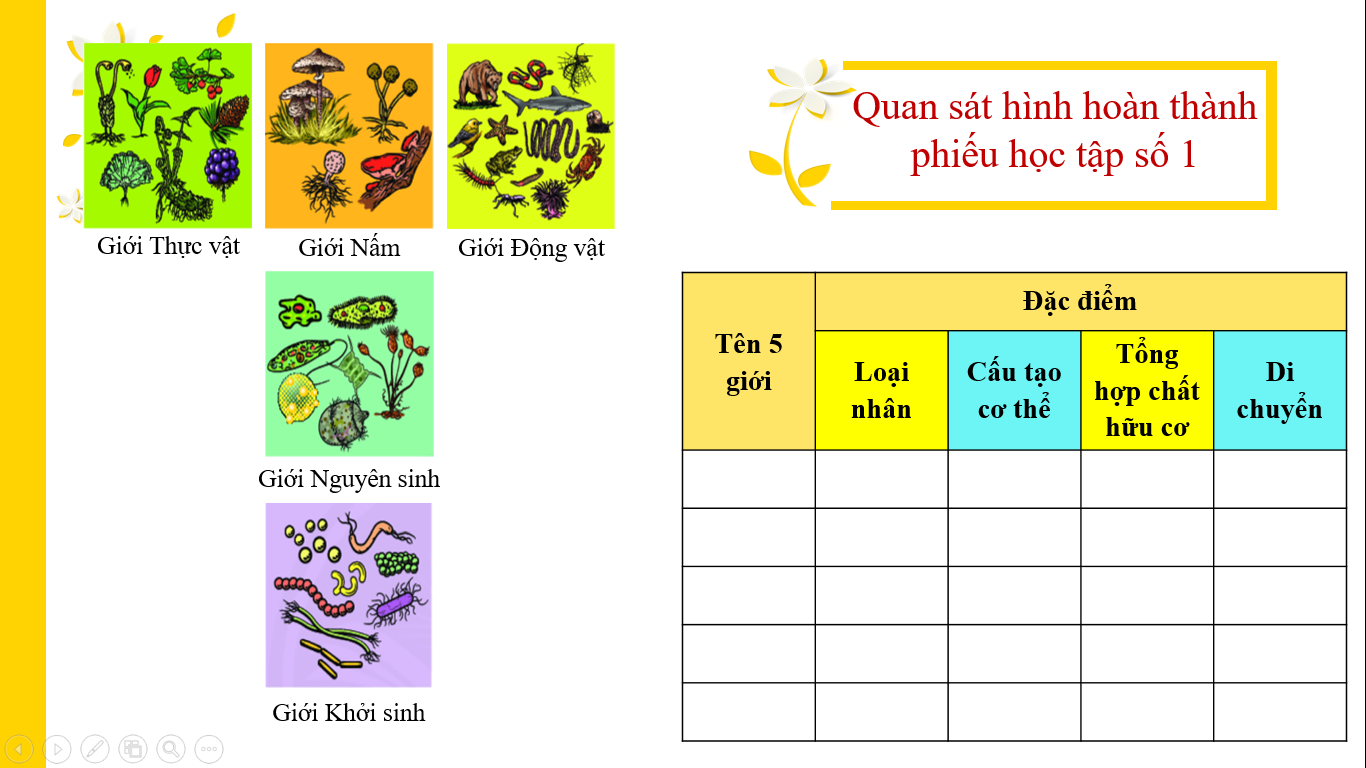 Giới Thực vật
Giới Nấm
Giới Động vật
Giới Nguyên sinh
Giới Khởi sinh
Quan sát hình hoàn thành
phiếu học tập số 1
Tên 5
giới
Đặc điểm
Loại
nhân
Cấu tạo
cơ thể
Tổng
hợp chất
hữu cơ
Di
chuyển